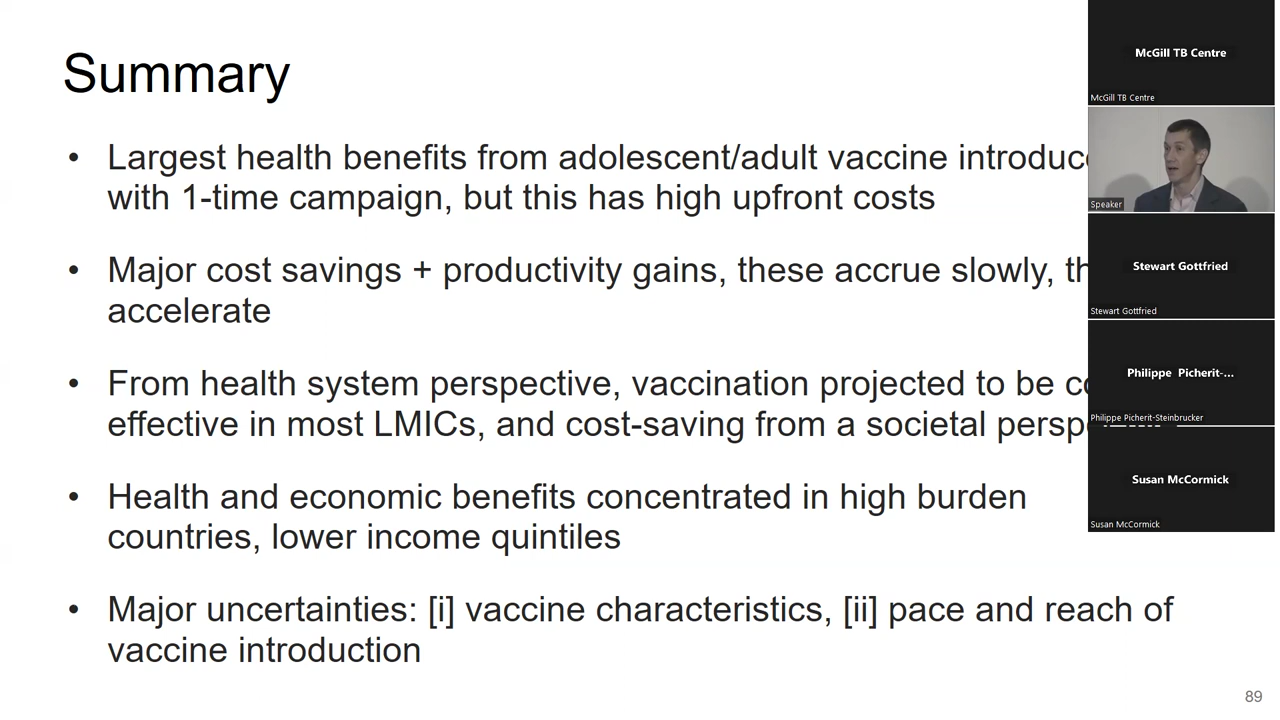 Summary
• Largest health benefits from adolescent/adult vaccine
with 1-time campaign, but this has high upfront costs
• Major cost savings + productivity gains, these accrue slowly,
accelerate
• From health system perspective, vaccination projected to be
effective in most LMICs, and cost-saving from a societal
• Health and economic benefits concentrated in high burden
countries, lower income quintiles
• Major uncertainties: [i] vaccine characteristics, [ii] pace and reach of
vaccine introduction
89
McGill TB Centre
McGill TB Centre
Speaker
Stewart Gottfried
Stewart Gottfried
Philippe Picherit-...
Philippe Picherit-Steinbrucker
Susan McCormick
Susan McCormick